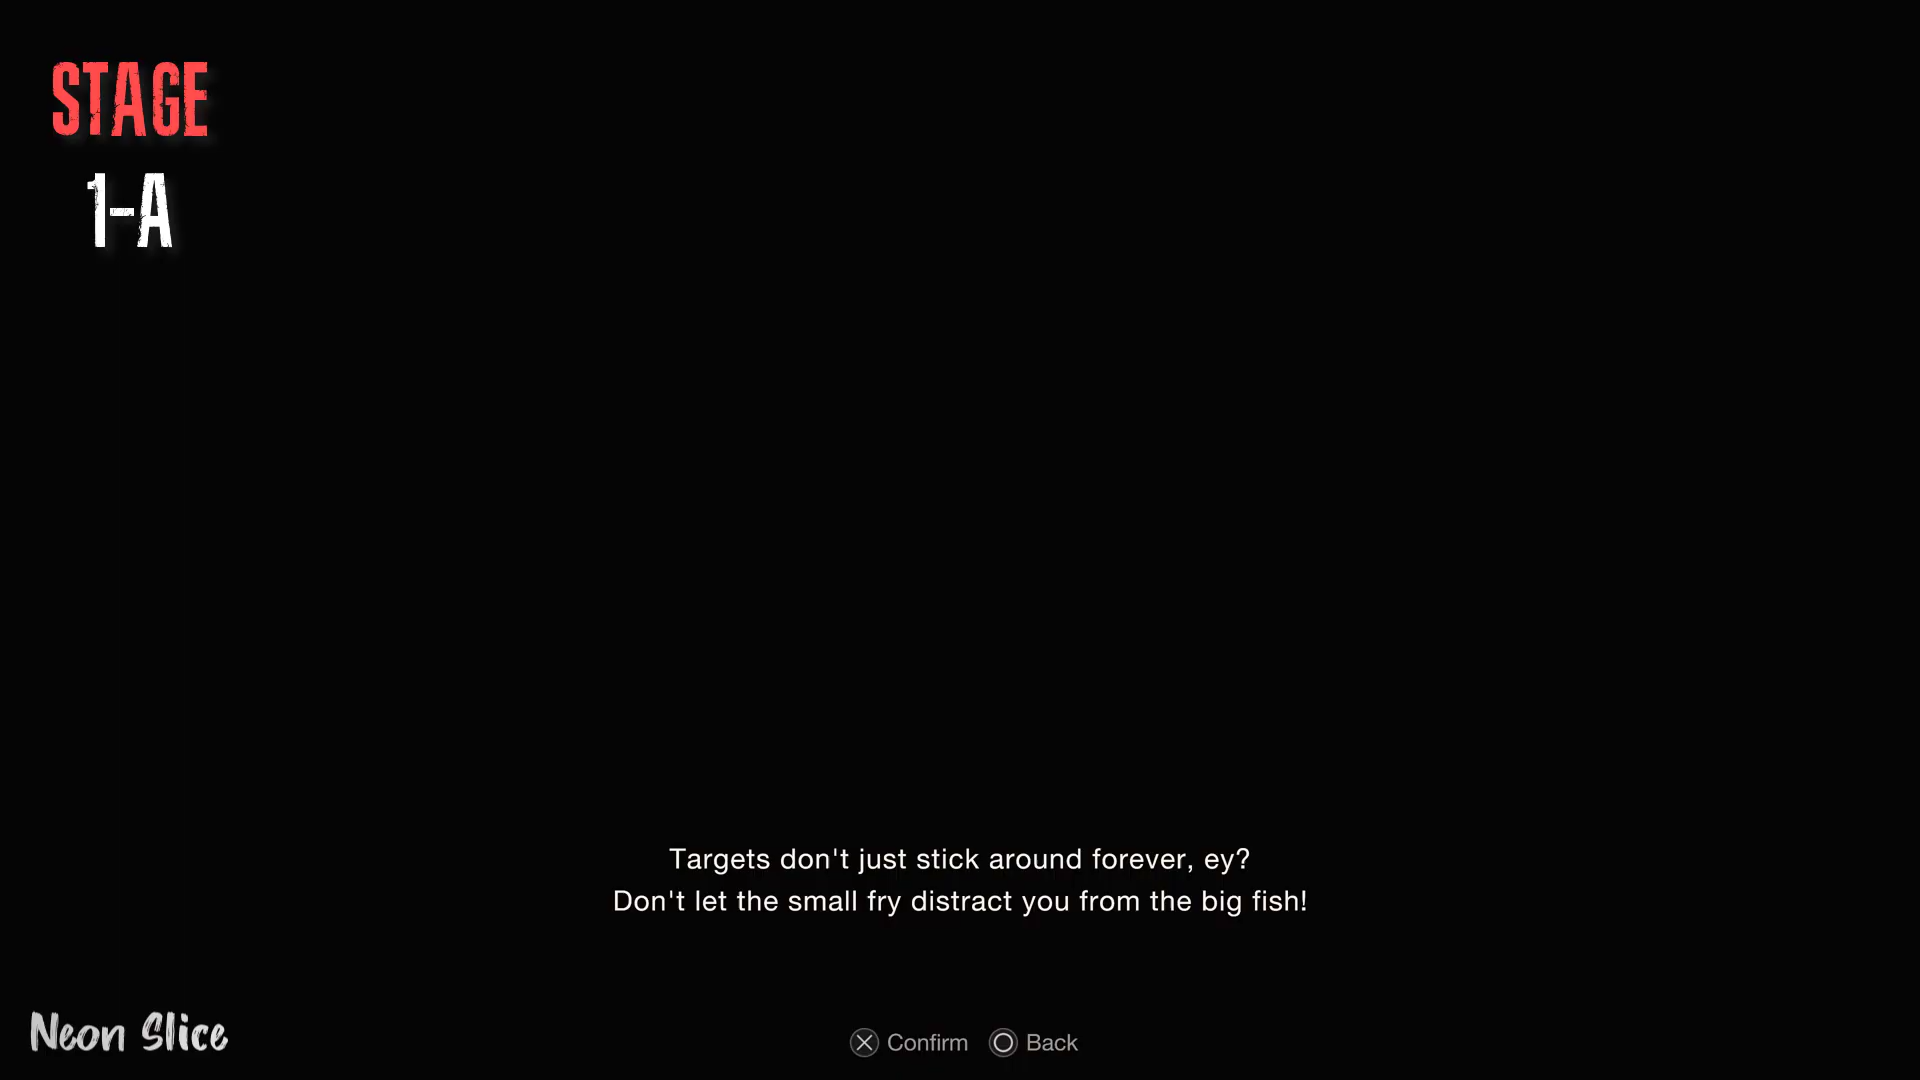 STAGE
1-A
Targets don't just stick around forever, ey?
Don't let the small fry distract you from the big fish!
Neon Slice
Confirm Back